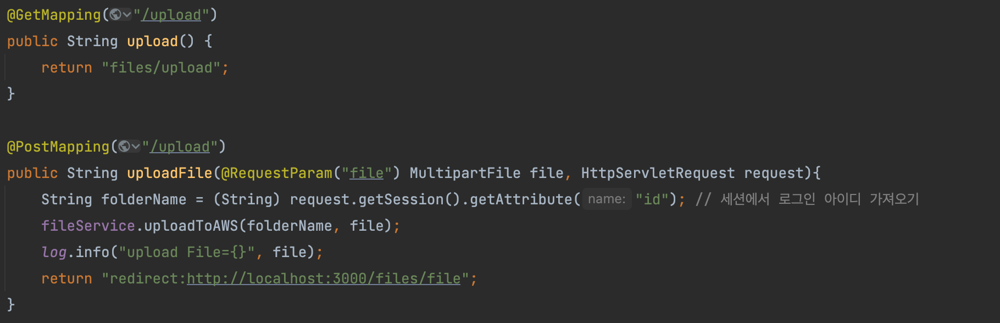 @GetMapping("/upload")
public String upload() {
return "files/upload";
}
@PostMapping("/upload")
public String uploadFile(@RequestParam("file") MultipartFile file, HttpServletRequest request){
String folderName = (String) request.getSession().getAttribute( name: "id"); // 세션에서 로그인 아이디 가져오기
fileService.uploadToAWS(folderName, file);
log.info("upload File={}", file);
return "redirect:http://localhost:3000/files/file";
}